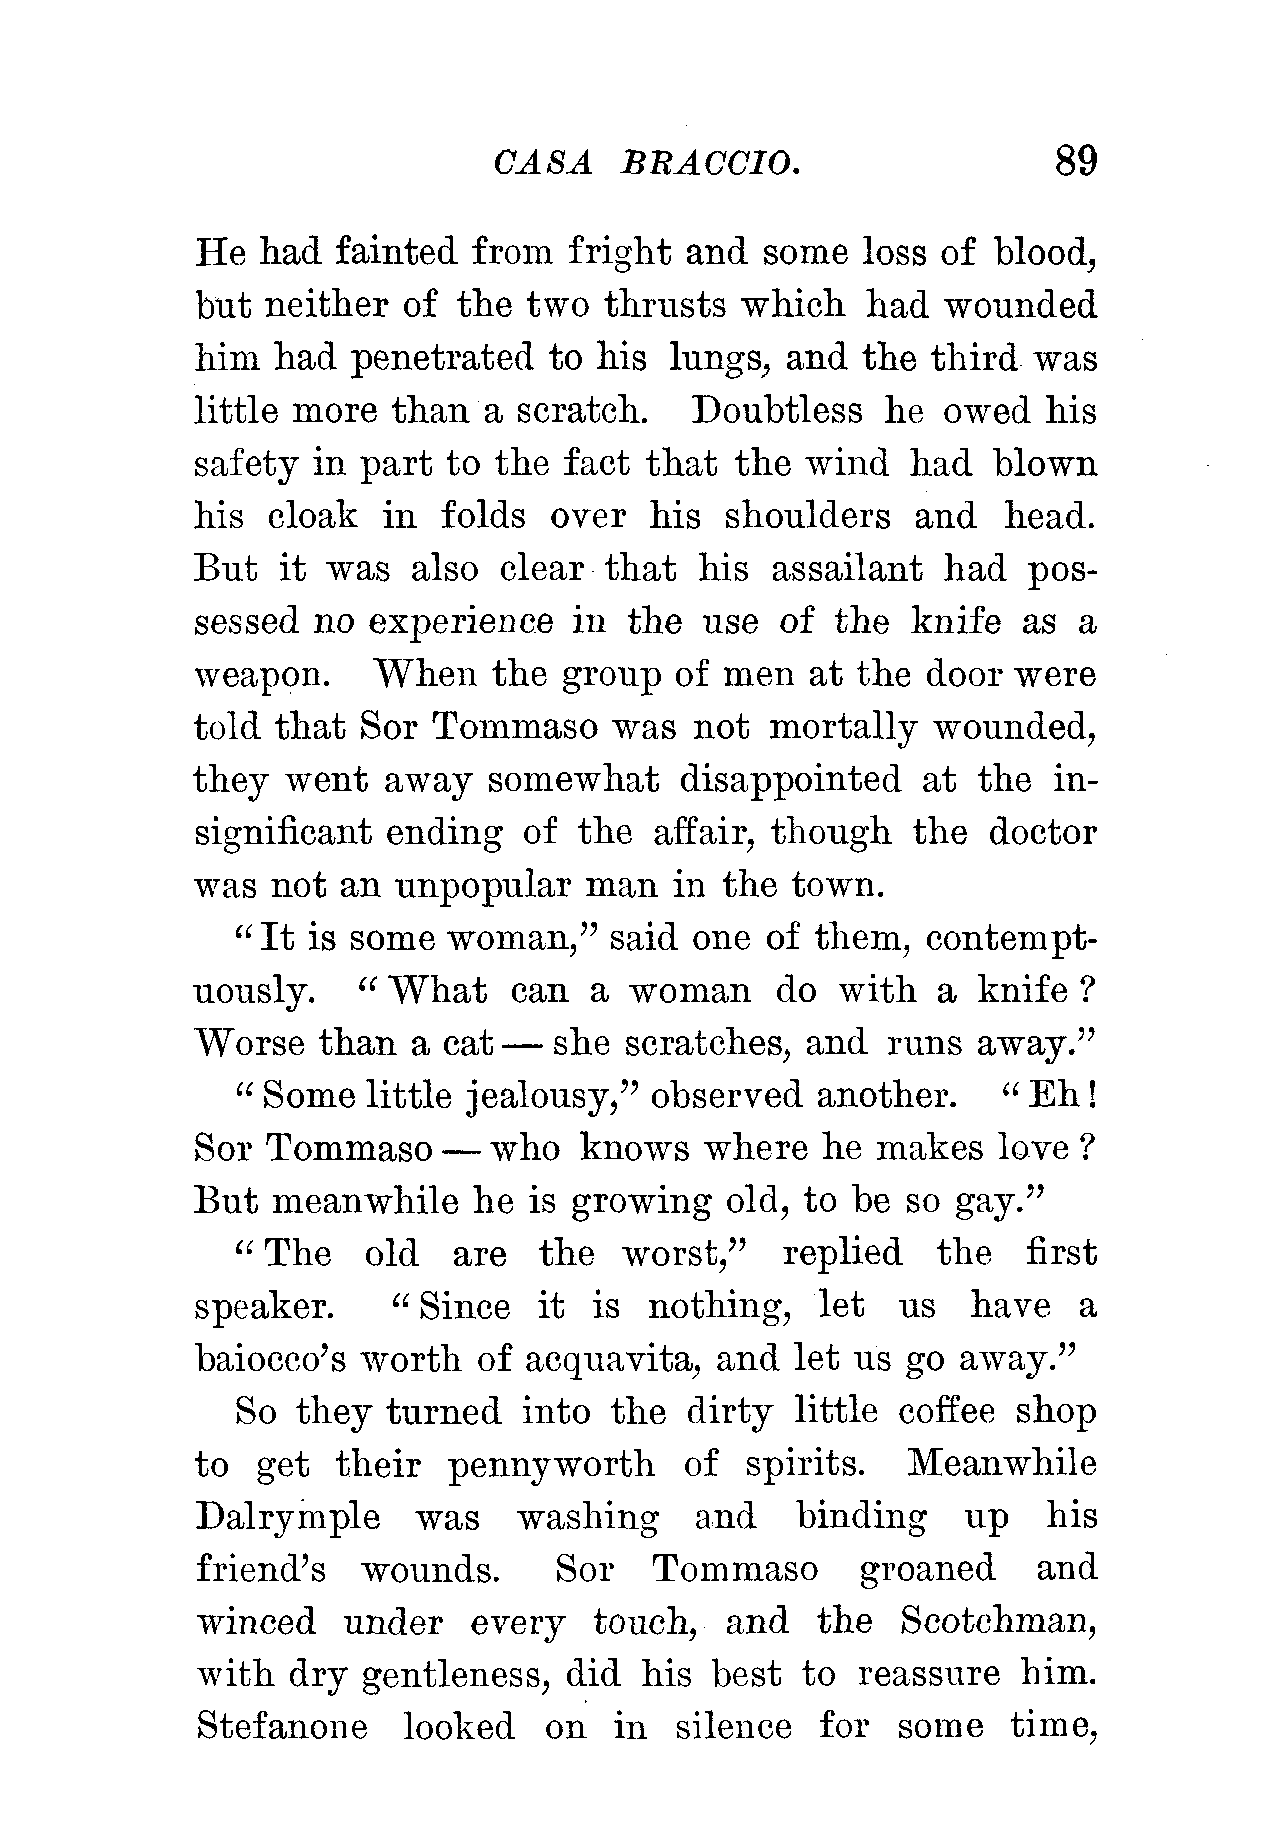 CASA BRACCIO. 89
He had fainted from fright and some loss of blood,
but neither of the two thrusts which had wounded
him had penetrated to his lungs, and the third was
little more than a scratch. Doubtless he owed his
safety in part to the fact that the wind had blown
his cloak in folds over his shoulders and head.
But it was also clear that his assailant had pos-
sessed no experience in the use of the knife as a
weapon. When the group of men at the door were
told that Sor Tommaso was not mortally wounded,
they went away somewhat disappointed at the in-
significant ending of the affair, though the doctor
was not an unpopular man in the town.
“It is some woman,” said one of them, contempt-
uously. “What can a woman do with a knife?
Worse than a cat — she scratches, and runs away.”
“Some little jealousy,” observed another. “Eh!
Sor Tommaso — who knows where he makes love?
But meanwhile he is growing old, to be so gay.”
“The old are the worst,” replied the first
speaker. “Since it is nothing, let us have a
baiocco’s worth of acquavita, and let us go away.”
So they turned into the dirty little coffee shop
to get their pennyworth of spirits. Meanwhile
Dalrymple was washing and binding up his
friend’s wounds. Sor Tommaso groaned and
winced under every touch, and the Scotchman,
with dry gentleness, did his best to reassure him.
Stefanone looked on in silence for some time,